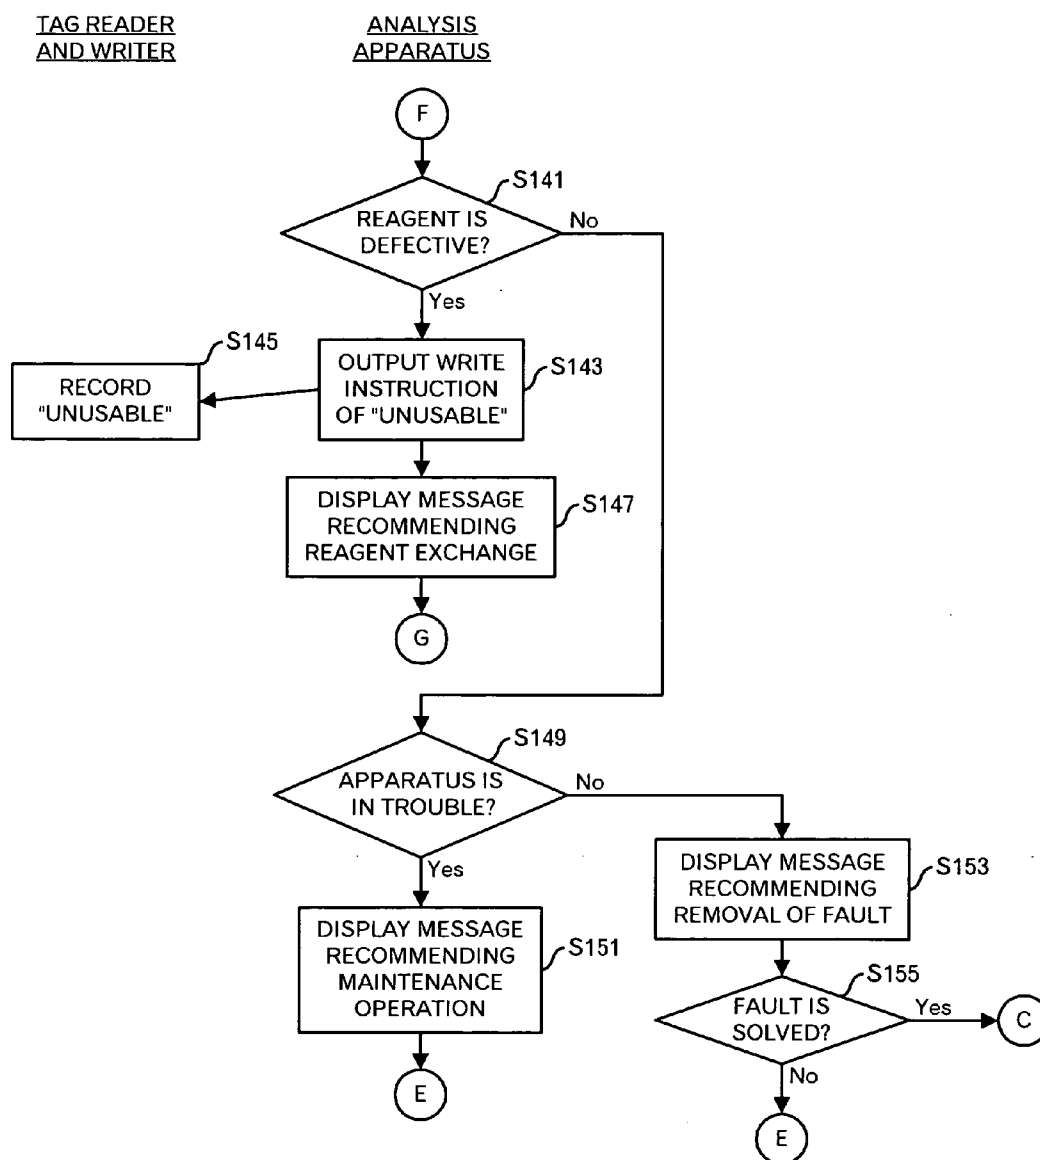 TAG READER
AND WRITER
ANALYSIS
APPARATUS
F
S141
REAGENT IS
DEFECTIVE?
No
Yes
S145
RECORD
"UNUSABLE"
OUTPUT WRITE
INSTRUCTION
OF "UNUSABLE"
S143
DISPLAY MESSAGE
RECOMMENDING
REAGENT EXCHANGE
S147
G
S149
APPARATUS IS
IN TROUBLE?
No
Yes
DISPLAY MESSAGE
RECOMMENDING
REMOVAL OF FAULT
S153
DISPLAY MESSAGE
RECOMMENDING
MAINTENANCE
OPERATION
S151
S155
FAULT IS
SOLVED?
Yes
C
No
E
E